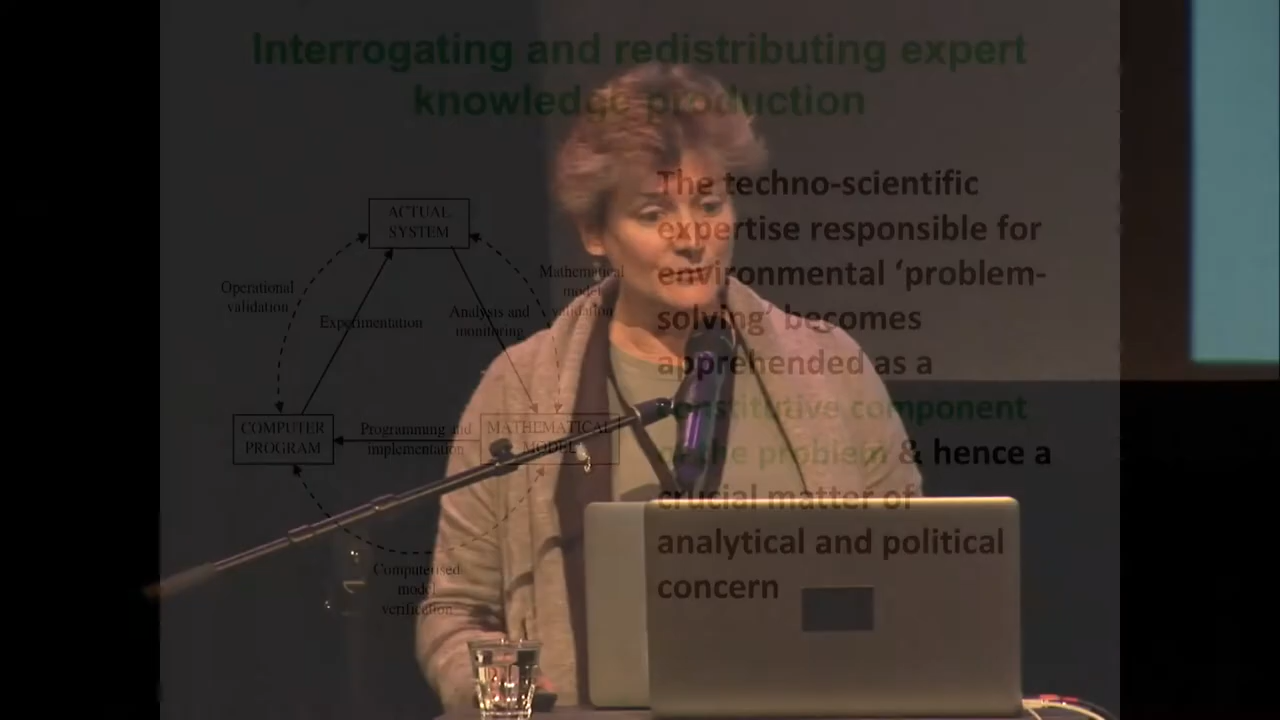 Interrogating and redistributing expert
knowledge production
The techno-scientific
expertise responsible for
environmental ‘problem-
solving’ becomes
apprehended as a
constitutive component
of the problem & hence a
crucial matter of
analytical and political
concern
ACTUAL
SYSTEM
Operational
validation
Experimentation
Analysis and
monitoring
Mathematical
model
validation
COMPUTER
PROGRAM
Programming and
implementation
MATHEMATICAL
MODEL
Computerised
model
verification